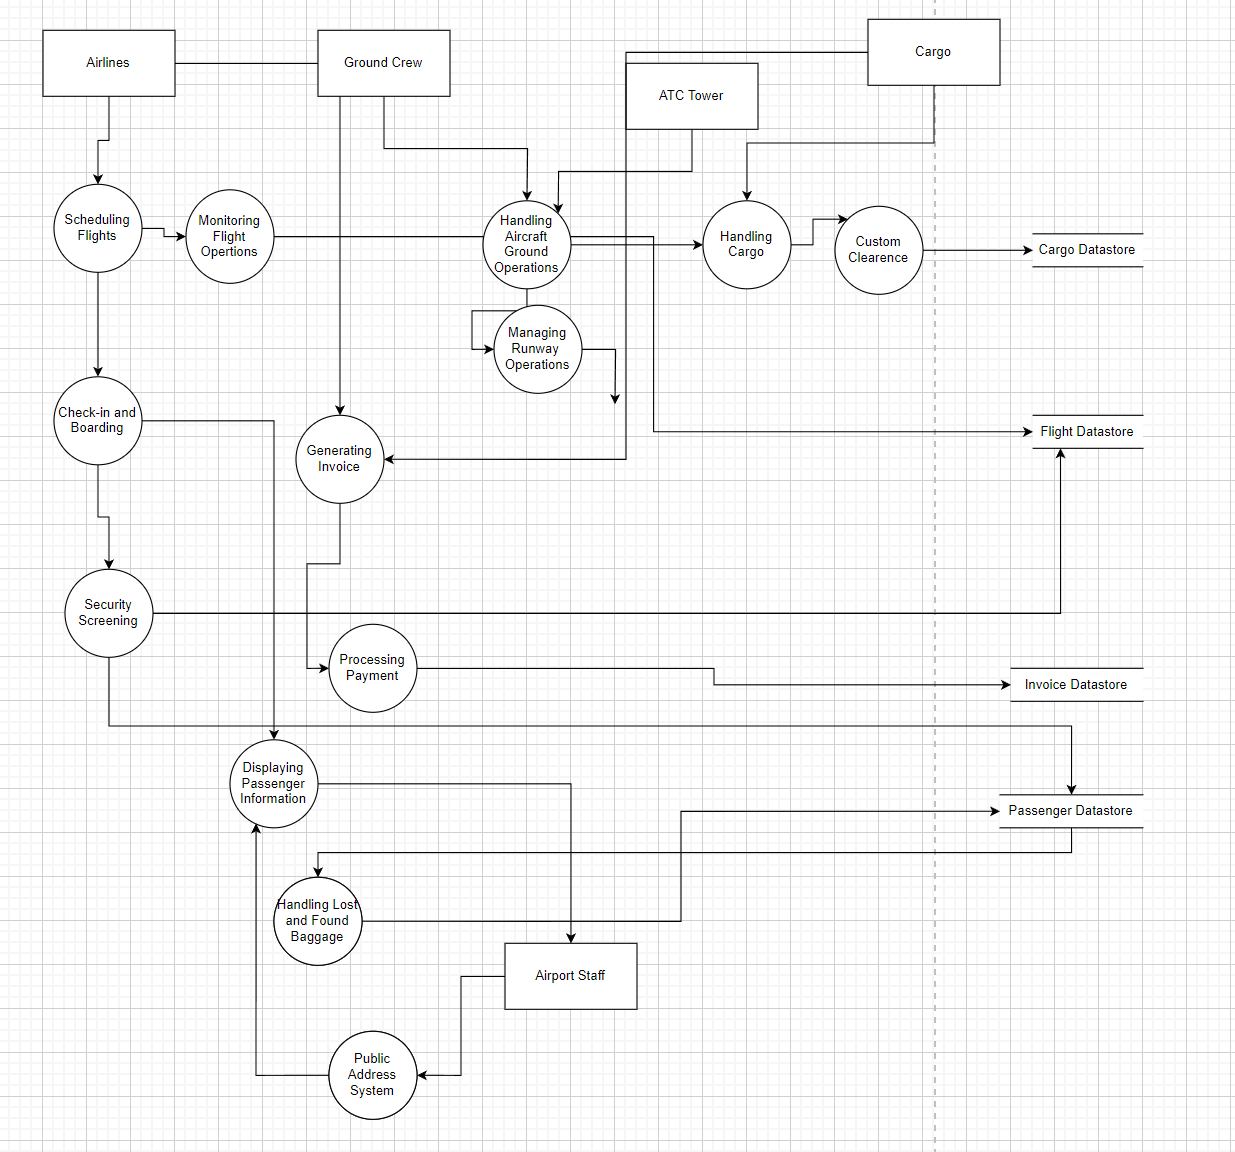 Airlines
Ground Crew
Cargo
ATC Tower
Scheduling
Flights
Monitoring
Flight
Opertions
Handling
Aircraft
Ground
Operations
Handling
Cargo
Custom
Clearence
Cargo Datastore
Managing
Runway
Operations
Check-in and
Boarding
Flight Datastore
Generating
Invoice
Security
Screening
Processing
Payment
Invoice Datastore
Displaying
Passenger
Information
Passenger Datastore
Handling Lost
and Found
Baggage
Airport Staff
Public
Address
System